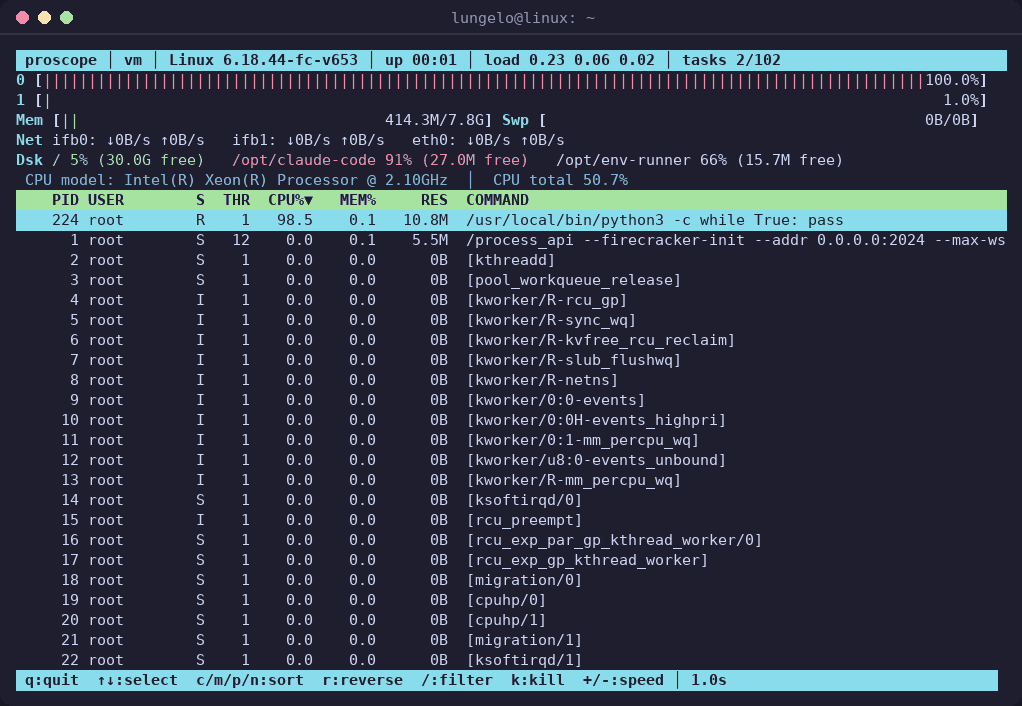 lungelo@linux: ~
proscope │ vm │ Linux 6.18.44-fc-v653 │ up 00:01 │ load 0.23 0.06 0.02 │ tasks 2/102
0 [||||||||||||||||||||||||||||||||||||||||||||||||||||||||||||||||||||||||||||||||||||||||||||||||||100.0%]
1 [| 1.0%]
Mem [|| 414.3M/7.8G] Swp [ 0B/0B]
Net ifb0: ↓0B/s ↑0B/s ifb1: ↓0B/s ↑0B/s eth0: ↓0B/s ↑0B/s
Dsk / 5% (30.0G free) /opt/claude-code 91% (27.0M free) /opt/env-runner 66% (15.7M free)
CPU model: Intel(R) Xeon(R) Processor @ 2.10GHz │ CPU total 50.7%
PID USER S THR CPU%▼ MEM% RES COMMAND
224 root R 1 98.5 0.1 10.8M /usr/local/bin/python3 -c while True: pass
1 root S 12 0.0 0.1 5.5M /process_api --firecracker-init --addr 0.0.0.0:2024 --max-ws
2 root S 1 0.0 0.0 0B [kthreadd]
3 root S 1 0.0 0.0 0B [pool_workqueue_release]
4 root I 1 0.0 0.0 0B [kworker/R-rcu_gp]
5 root I 1 0.0 0.0 0B [kworker/R-sync_wq]
6 root I 1 0.0 0.0 0B [kworker/R-kvfree_rcu_reclaim]
7 root I 1 0.0 0.0 0B [kworker/R-slub_flushwq]
8 root I 1 0.0 0.0 0B [kworker/R-netns]
9 root I 1 0.0 0.0 0B [kworker/0:0-events]
10 root I 1 0.0 0.0 0B [kworker/0:0H-events_highpri]
11 root I 1 0.0 0.0 0B [kworker/0:1-mm_percpu_wq]
12 root I 1 0.0 0.0 0B [kworker/u8:0-events_unbound]
13 root I 1 0.0 0.0 0B [kworker/R-mm_percpu_wq]
14 root S 1 0.0 0.0 0B [ksoftirqd/0]
15 root I 1 0.0 0.0 0B [rcu_preempt]
16 root S 1 0.0 0.0 0B [rcu_exp_par_gp_kthread_worker/0]
17 root S 1 0.0 0.0 0B [rcu_exp_gp_kthread_worker]
18 root S 1 0.0 0.0 0B [migration/0]
19 root S 1 0.0 0.0 0B [cpuhp/0]
20 root S 1 0.0 0.0 0B [cpuhp/1]
21 root S 1 0.0 0.0 0B [migration/1]
22 root S 1 0.0 0.0 0B [ksoftirqd/1]
q:quit ↑↓:select c/m/p/n:sort r:reverse /:filter k:kill +/-:speed │ 1.0s